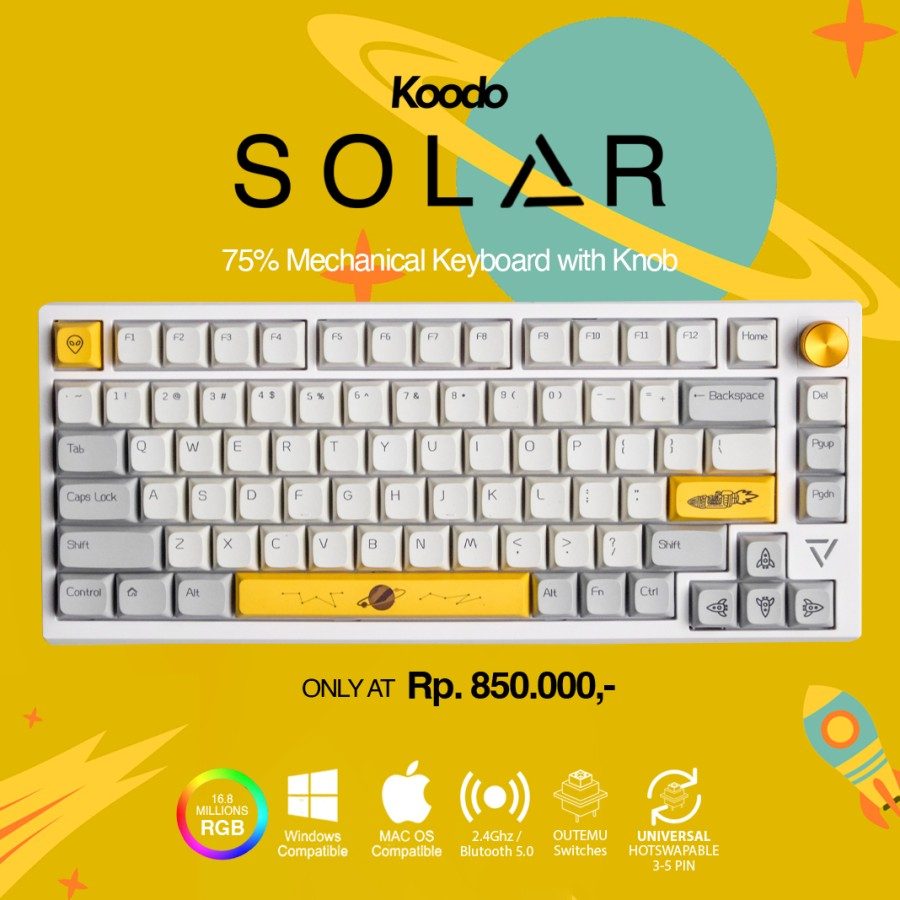 Koodo
SOLAR
75% Mechanical Keyboard with Knob
F1 F2 F3 F4 F5 F6 F7 F8 F9 F10 F11 F12 Home
~ 1 ! 2 @ 3 # 4 $ 5 % 6 ^ 7 & 8 * 9 ( 0 ) - _ = + ← Backspace Del
Tab Q W E R T Y U I O P { } | \ Pgup
Caps Lock A S D F G H J K L : ; " ' Pgdn
Shift Z X C V B N M < , > . ? / Shift
Control Alt Alt Fn Ctrl
ONLY AT Rp. 850.000,-
16.8
MILLIONS
RGB
Windows
Compatible
MAC OS
Compatible
2.4Ghz /
Blutooth 5.0
OUTEMU
Switches
UNIVERSAL
HOTSWAPABLE
3-5 PIN